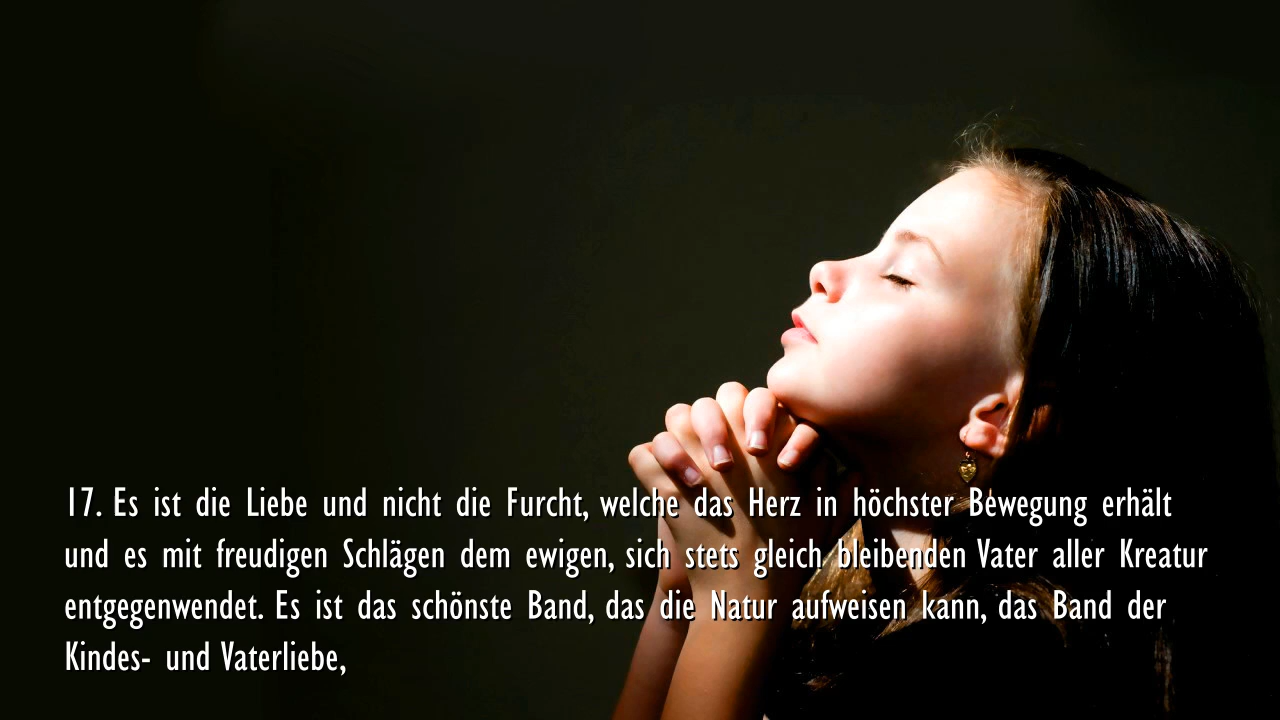 17. Es ist die Liebe und nicht die Furcht, welche das Herz in höchster Bewegung erhält
und es mit freudigen Schlägen dem ewigen, sich stets gleich bleibenden Vater aller Kreatur
entgegenwendet. Es ist das schönste Band, das die Natur aufweisen kann, das Band der
Kindes- und Vaterliebe,